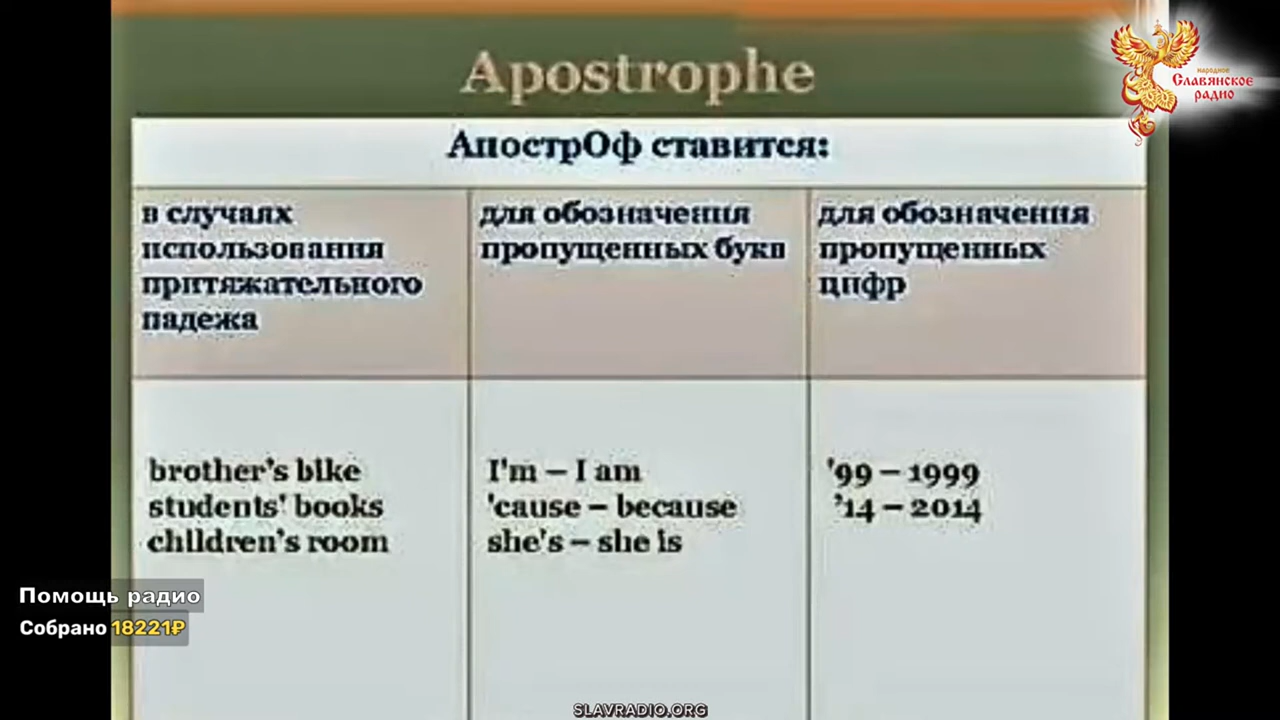 Apostrophe
народное
Славянское
радио
АпострОф ставится:
в случаях
использования
притяжательного
падежа
для обозначения
пропущенных букв
для обозначения
пропущенных
цифр
brother's bike
students' books
children's room
I'm – I am
'cause – because
she's – she is
'99 – 1999
’14 – 2014
Помощь радио
Собрано 18221₽
SLAVRADIO.ORG